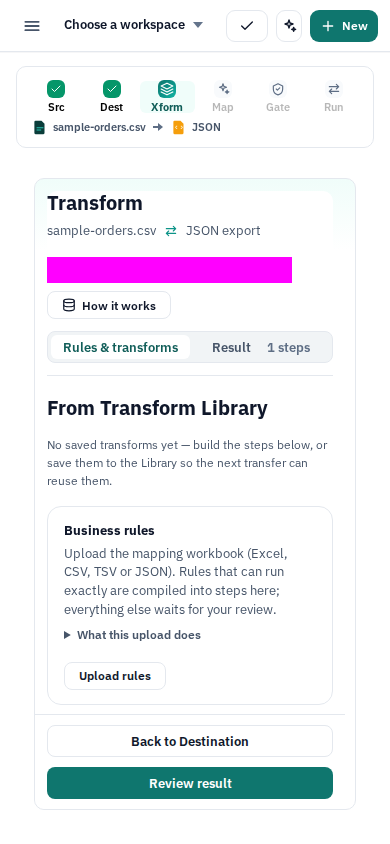 Choose a workspace
New
Src
Dest
Xform
Map
Gate
Run
sample-orders.csv
JSON
Transform
sample-orders.csv
JSON export
How it works
Rules & transforms
Result
1 steps
From Transform Library
No saved transforms yet — build the steps below, or
save them to the Library so the next transfer can
reuse them.
Business rules
Upload the mapping workbook (Excel,
CSV, TSV or JSON). Rules that can run
exactly are compiled into steps here;
everything else waits for your review.
What this upload does
Upload rules
Back to Destination
Review result